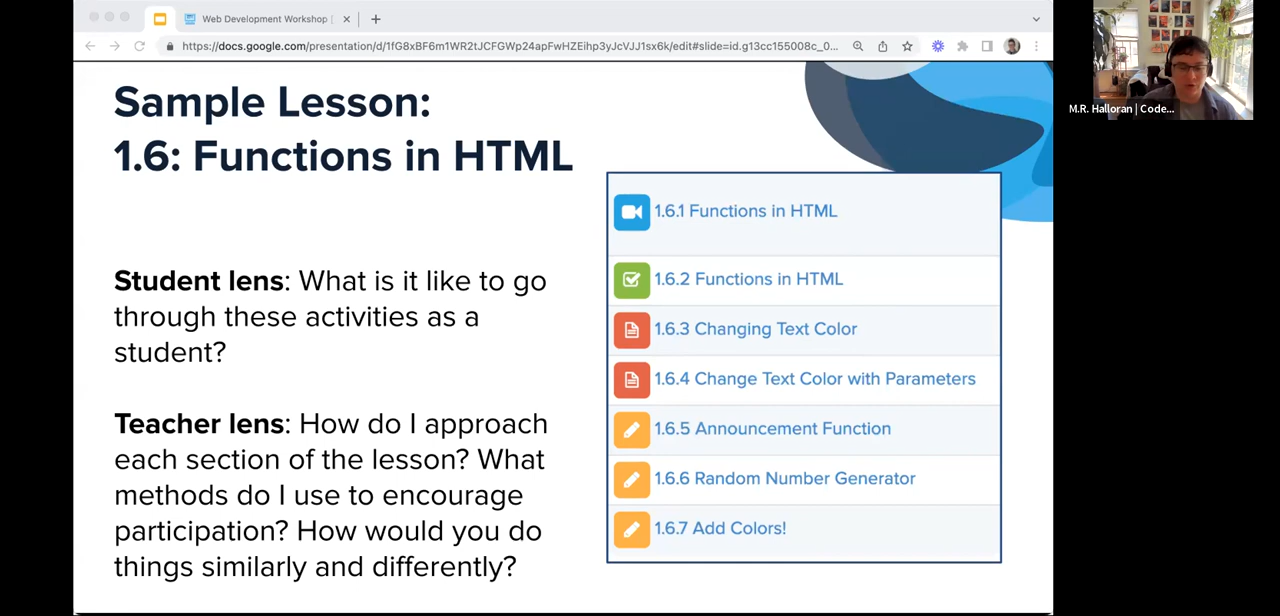 Web Development Workshop |
https://docs.google.com/presentation/d/1fG8xBF6m1WR2tJCFGWp24apFwHZEihp3yJcVJJ1sx6k/edit#slide=id.g13cc155008c_0...
M.R. Halloran | Code...
Sample Lesson:
1.6: Functions in HTML
Student lens: What is it like to go
through these activities as a
student?
Teacher lens: How do I approach
each section of the lesson? What
methods do I use to encourage
participation? How would you do
things similarly and differently?
1.6.1 Functions in HTML
1.6.2 Functions in HTML
1.6.3 Changing Text Color
1.6.4 Change Text Color with Parameters
1.6.5 Announcement Function
1.6.6 Random Number Generator
1.6.7 Add Colors!